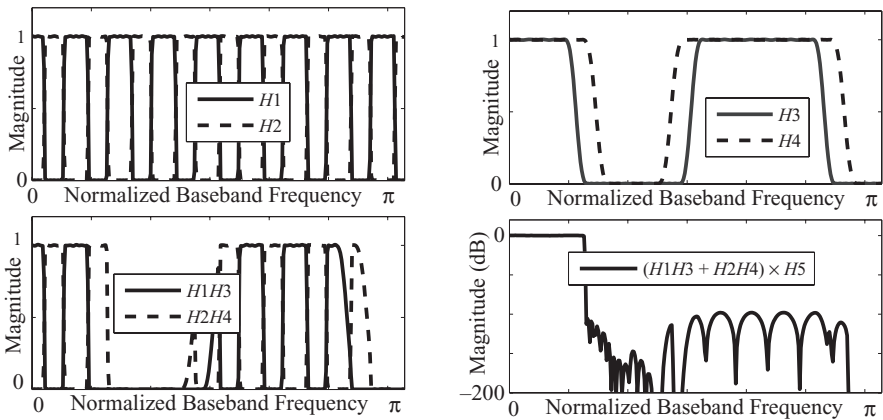 1
Magnitude
H1
H2
0
0
Normalized Baseband Frequency
π
1
Magnitude
H3
H4
0
0
Normalized Baseband Frequency
π
1
Magnitude
H1H3
H2H4
0
0
Normalized Baseband Frequency
π
0
Magnitude (dB)
(H1H3 + H2H4) × H5
−200
0
Normalized Baseband Frequency
π